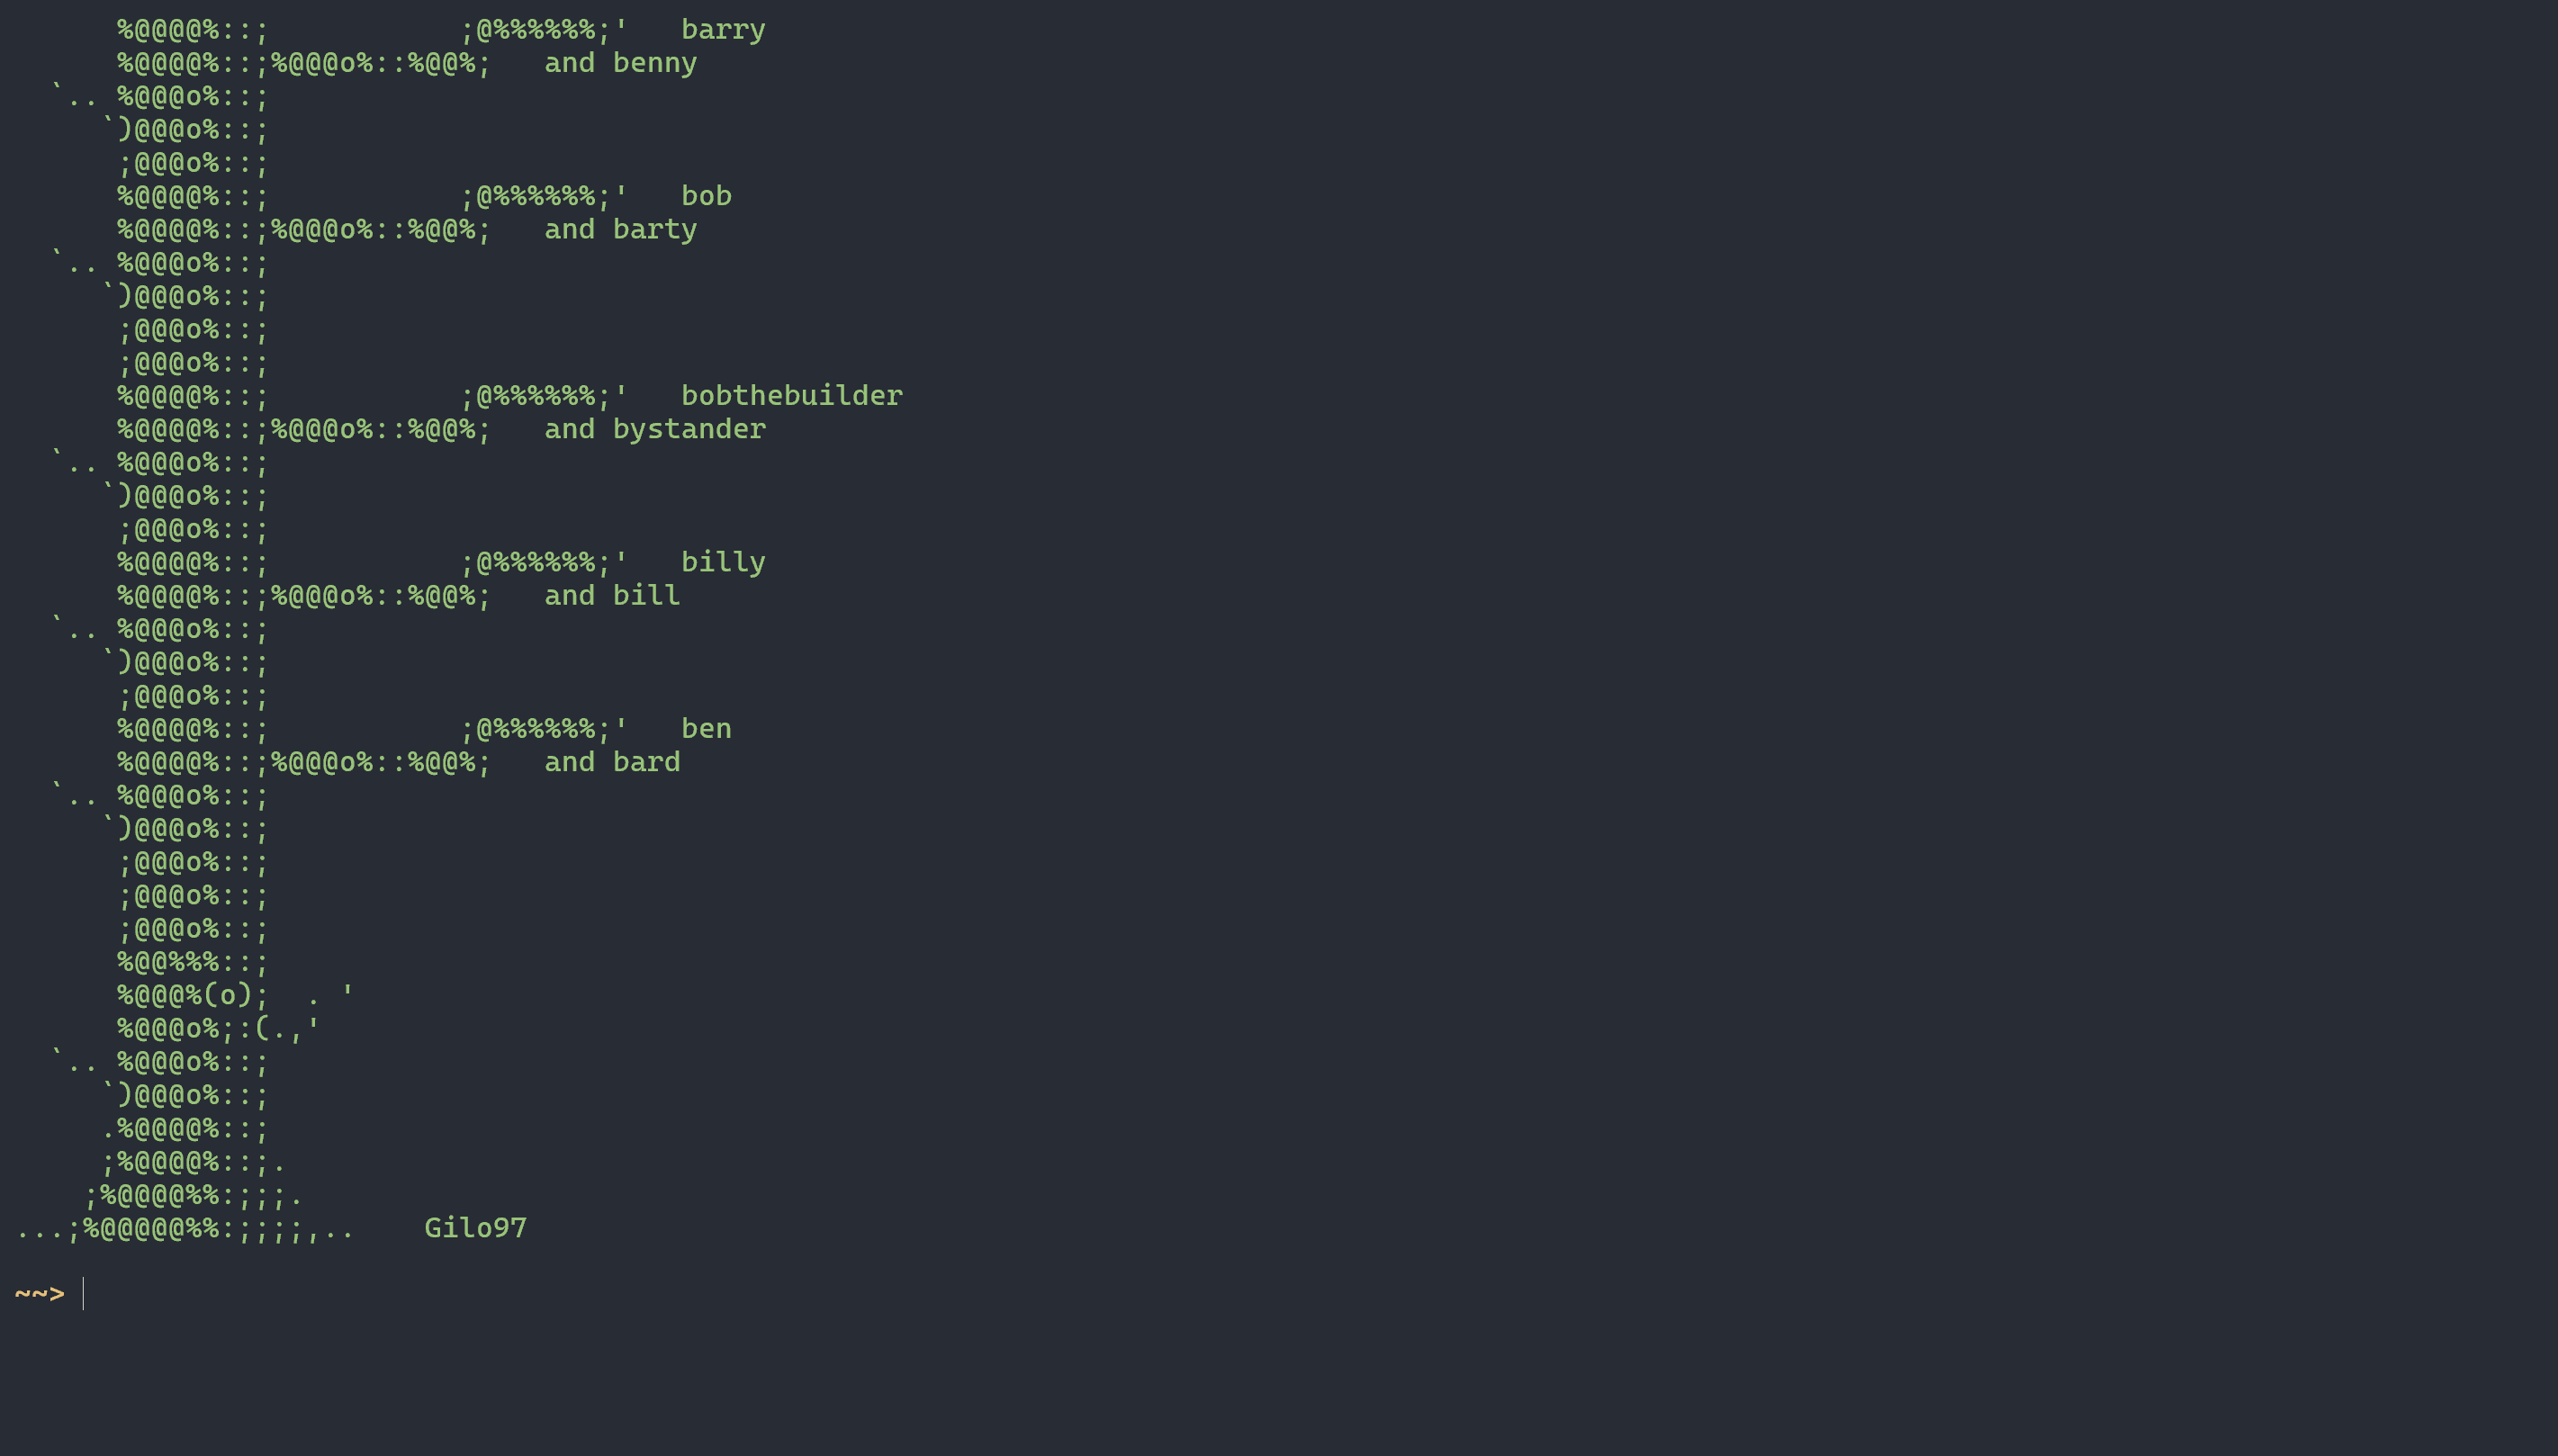 %@@@@%::;           ;@%%%%%%;'   barry
%@@@@%::;%@@@o%::%@@%;   and benny
`.. %@@@o%::;
`)@@@o%::;
;@@@o%::;
%@@@@%::;           ;@%%%%%%;'   bob
%@@@@%::;%@@@o%::%@@%;   and barty
`.. %@@@o%::;
`)@@@o%::;
;@@@o%::;
;@@@o%::;
%@@@@%::;           ;@%%%%%%;'   bobthebuilder
%@@@@%::;%@@@o%::%@@%;   and bystander
`.. %@@@o%::;
`)@@@o%::;
;@@@o%::;
%@@@@%::;           ;@%%%%%%;'   billy
%@@@@%::;%@@@o%::%@@%;   and bill
`.. %@@@o%::;
`)@@@o%::;
;@@@o%::;
%@@@@%::;           ;@%%%%%%;'   ben
%@@@@%::;%@@@o%::%@@%;   and bard
`.. %@@@o%::;
`)@@@o%::;
;@@@o%::;
;@@@o%::;
;@@@o%::;
%@@%%%::;
%@@@%(o);  . '
%@@@o%;:(.,'
`.. %@@@o%::;
`)@@@o%::;
.%@@@@%::;
;%@@@@%::;.
;%@@@@%%:;;;.
...;%@@@@@%%:;;;;,..    Gilo97
~~>